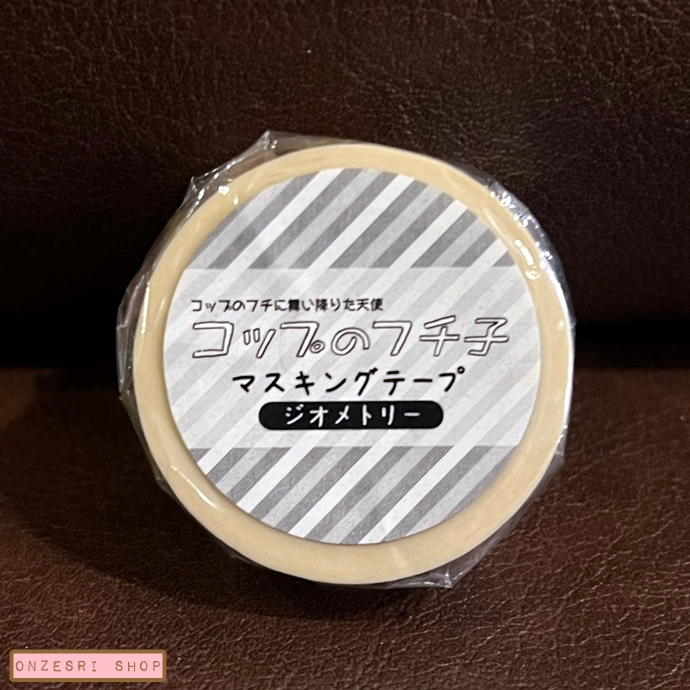 コップのフチに舞い降りた天使
コップのフチ子
マスキングテープ
ジオメトリー
ONZESRI SHOP